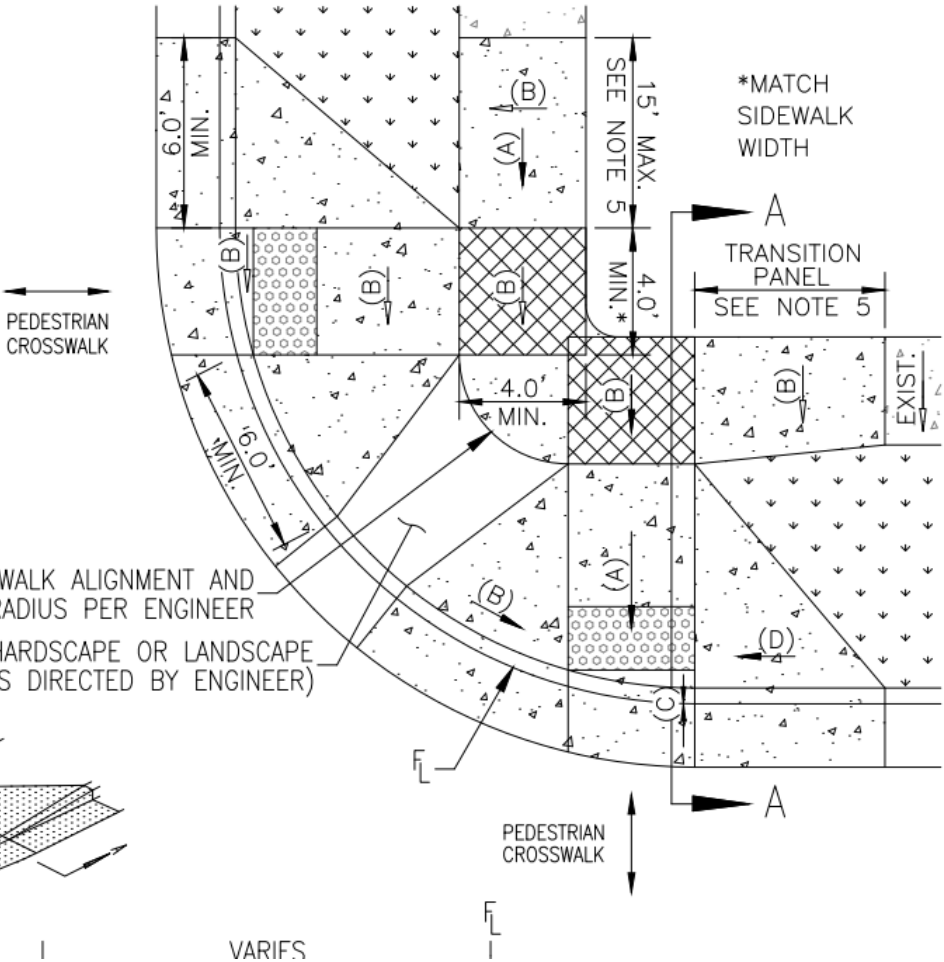 6.0'
MIN.
(B)
(A)
15' MAX.
SEE NOTE 5
*MATCH
SIDEWALK
WIDTH
A
TRANSITION
PANEL
SEE NOTE 5
(B)
(B)
(B)
4.0'
MIN.*
PEDESTRIAN
CROSSWALK
4.0'
MIN.
(B)
(B)
EXIST.
6.0'
MIN.
WALK ALIGNMENT AND
RADIUS PER ENGINEER
HARDSCAPE OR LANDSCAPE
S DIRECTED BY ENGINEER)
(B)
(A)
(D)
(C)
FL
A
A
PEDESTRIAN
CROSSWALK
FL
VARIES